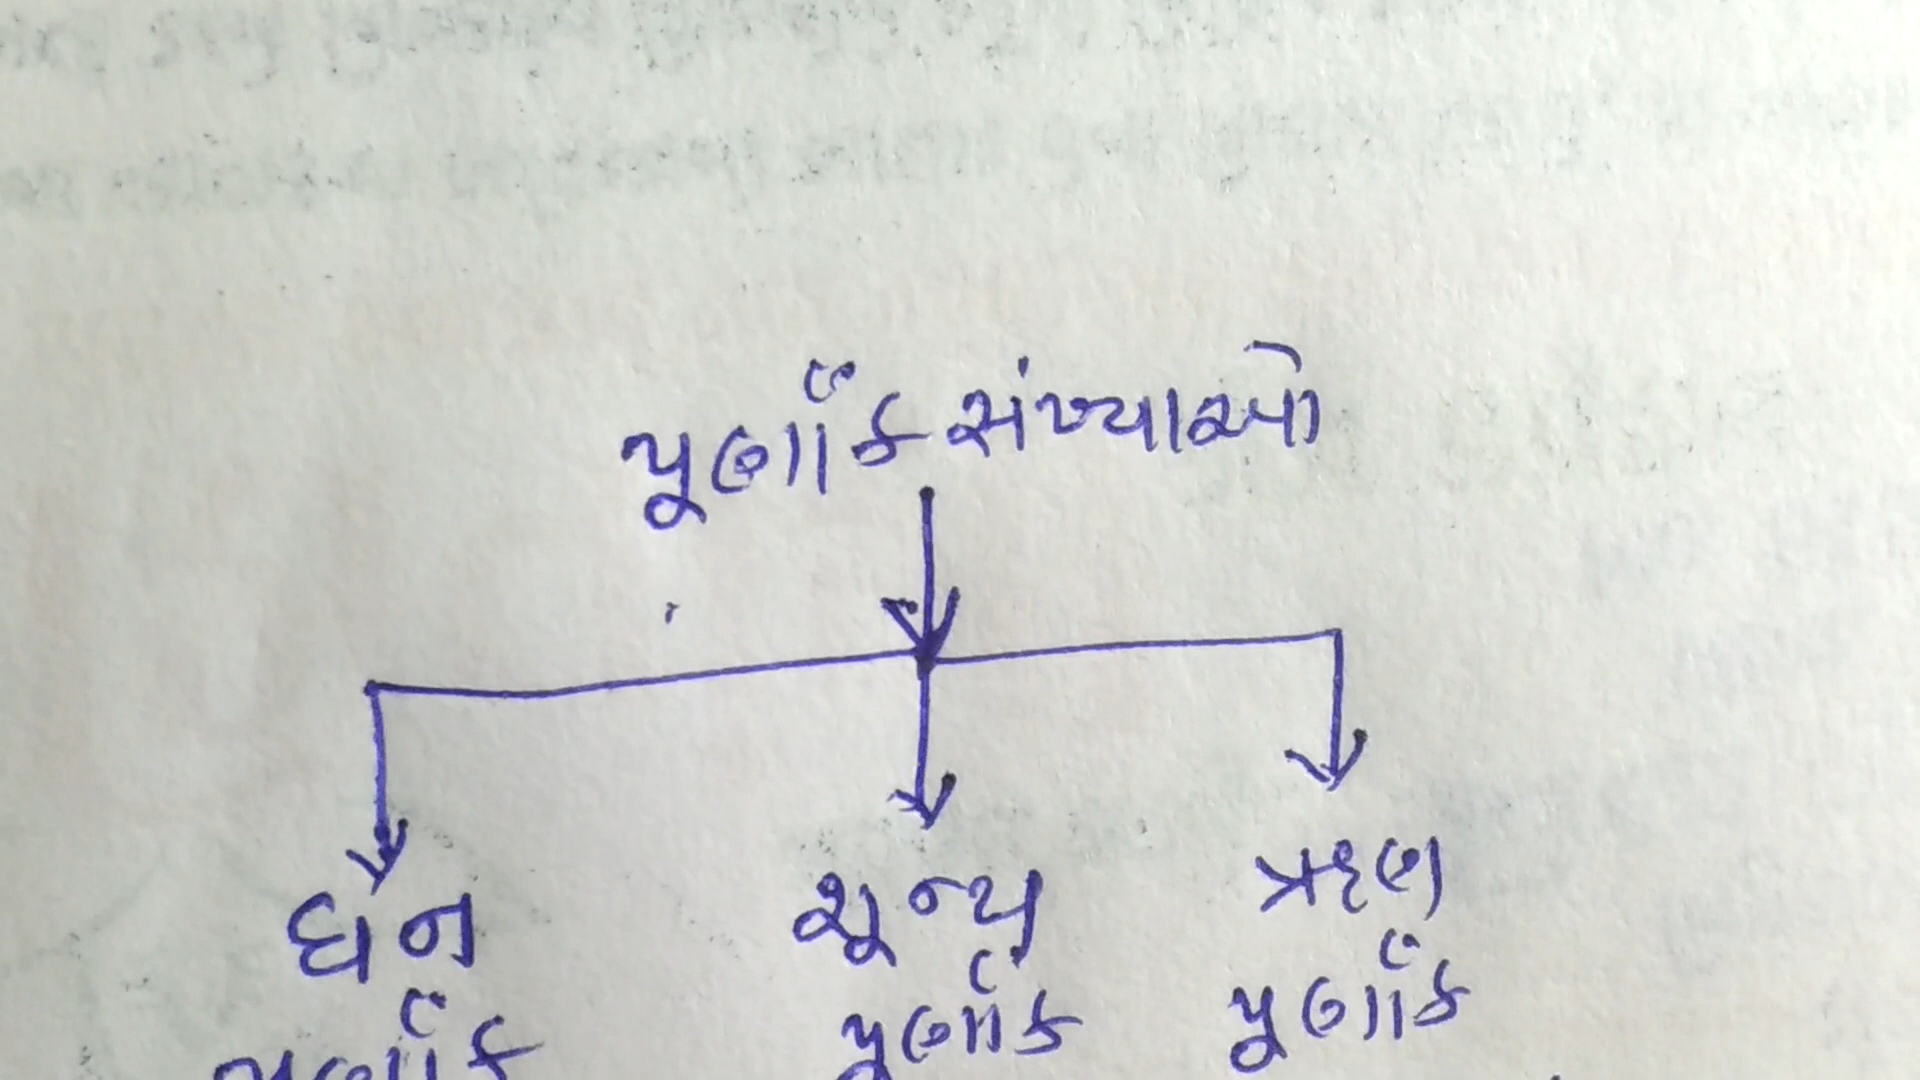 પૂર્ણાંક સંખ્યાઓ
ધન
શૂન્ય
ઋણ
પૂર્ણાંક
પૂર્ણાંક
પૂર્ણાંક